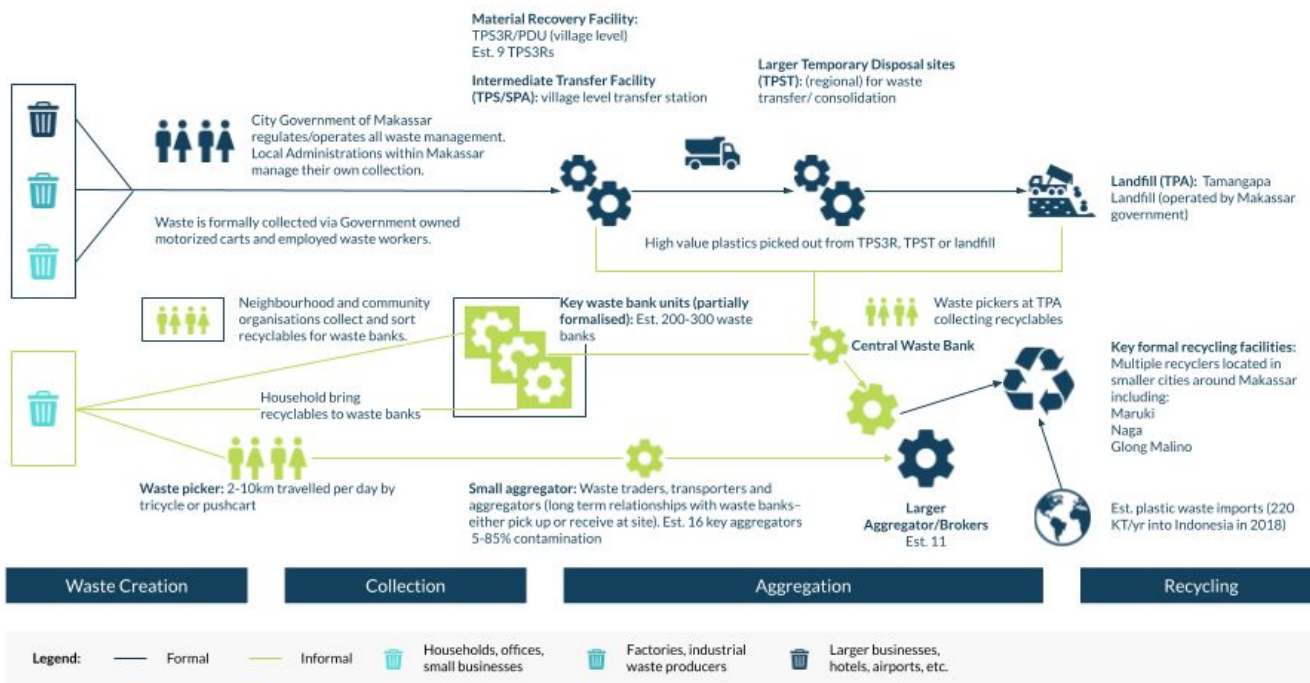 Material Recovery Facility:
TPS3R/PDU (village level)
Est. 9 TPS3Rs
Intermediate Transfer Facility
(TPS/SPA): village level transfer station
Larger Temporary Disposal sites
(TPST): (regional) for waste
transfer/ consolidation
City Government of Makassar
regulates/operates all waste management.
Local Administrations within Makassar
manage their own collection.
Waste is formally collected via Government owned
motorized carts and employed waste workers.
Landfill (TPA): Tamangapa
Landfill (operated by Makassar
government)
High value plastics picked out from TPS3R, TPST or landfill
Neighbourhood and community
organisations collect and sort
recyclables for waste banks.
Key waste bank units (partially
formalised): Est. 200-300 waste
banks
Waste pickers at TPA
collecting recyclables
Central Waste Bank
Household bring
recyclables to waste banks
Key formal recycling facilities:
Multiple recyclers located in
smaller cities around Makassar
including:
Maruki
Naga
Glong Malino
Waste picker: 2-10km travelled per day by
tricycle or pushcart
Small aggregator: Waste traders, transporters and
aggregators (long term relationships with waste banks–
either pick up or receive at site). Est. 16 key aggregators
5-85% contamination
Larger
Aggregator/Brokers
Est. 11
Est. plastic waste imports (220
KT/yr into Indonesia in 2018)
Waste Creation
Collection
Aggregation
Recycling
Legend:
Formal
Informal
Households, offices,
small businesses
Factories, industrial
waste producers
Larger businesses,
hotels, airports, etc.